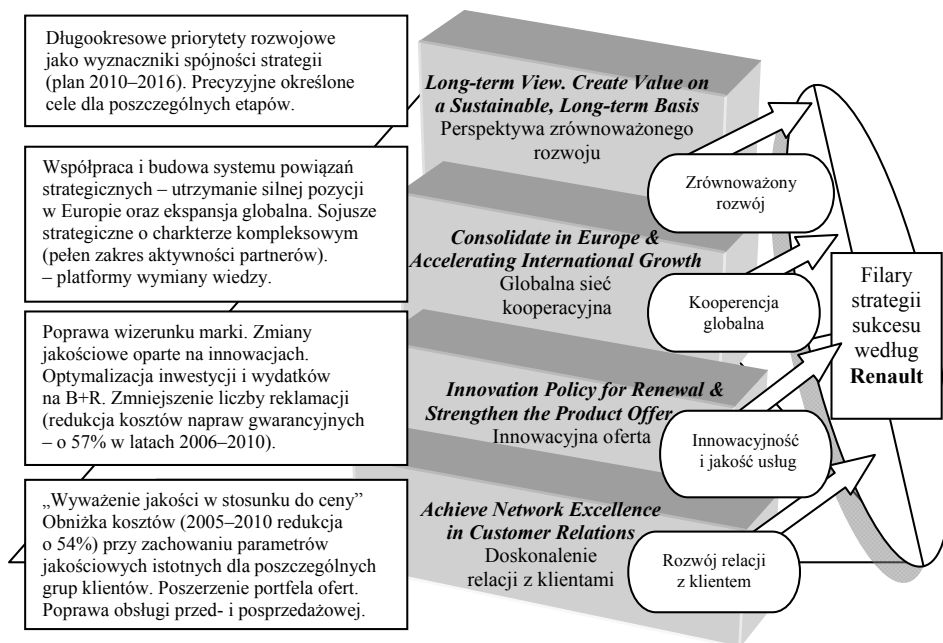 Długookresowe priorytety rozwojowe
jako wyznaczniki spójności strategii
(plan 2010–2016). Precyzyjne określone
cele dla poszczególnych etapów.
Long-term View. Create Value on
a Sustainable, Long-term Basis
Perspektywa zrównoważonego
rozwoju
Zrównoważony
rozwój
Współpraca i budowa systemu powiązań
strategicznych – utrzymanie silnej pozycji
w Europie oraz ekspansja globalna. Sojusze
strategiczne o charkterze kompleksowym
(pełen zakres aktywności partnerów).
– platformy wymiany wiedzy.
Consolidate in Europe &
Accelerating International Growth
Globalna sieć
kooperacyjna
Kooperencja
globalna
Filary
strategii
sukcesu
według
Renault
Poprawa wizerunku marki. Zmiany
jakościowe oparte na innowacjach.
Optymalizacja inwestycji i wydatków
na B+R. Zmniejszenie liczby reklamacji
(redukcja kosztów napraw gwarancyjnych
– o 57% w latach 2006–2010).
Innovation Policy for Renewal &
Strengthen the Product Offer
Innowacyjna oferta
Innowacyjność
i jakość usług
„Wyważenie jakości w stosunku do ceny”
Obniżka kosztów (2005–2010 redukcja
o 54%) przy zachowaniu parametrów
jakościowych istotnych dla poszczególnych
grup klientów. Poszerzenie portfela ofert.
Poprawa obsługi przed- i posprzedażowej.
Achieve Network Excellence
in Customer Relations
Doskonalenie
relacji z klientami
Rozwój relacji
z klientem